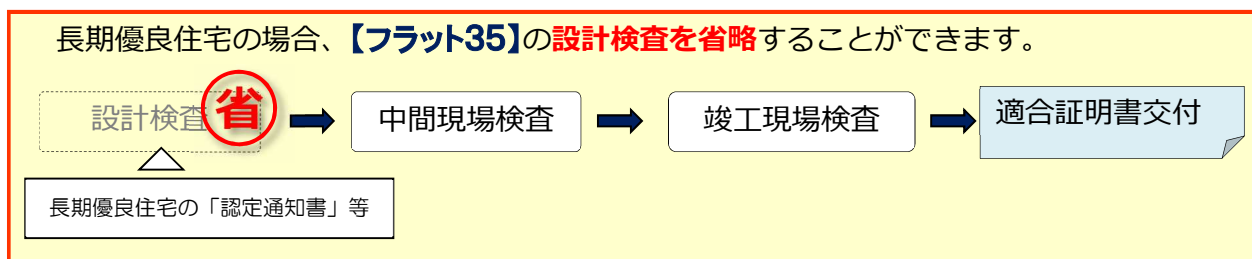 長期優良住宅の場合、【フラット35】の設計検査を省略することができます。
設計検査 省 中間現場検査 竣工現場検査 適合証明書交付
長期優良住宅の「認定通知書」等